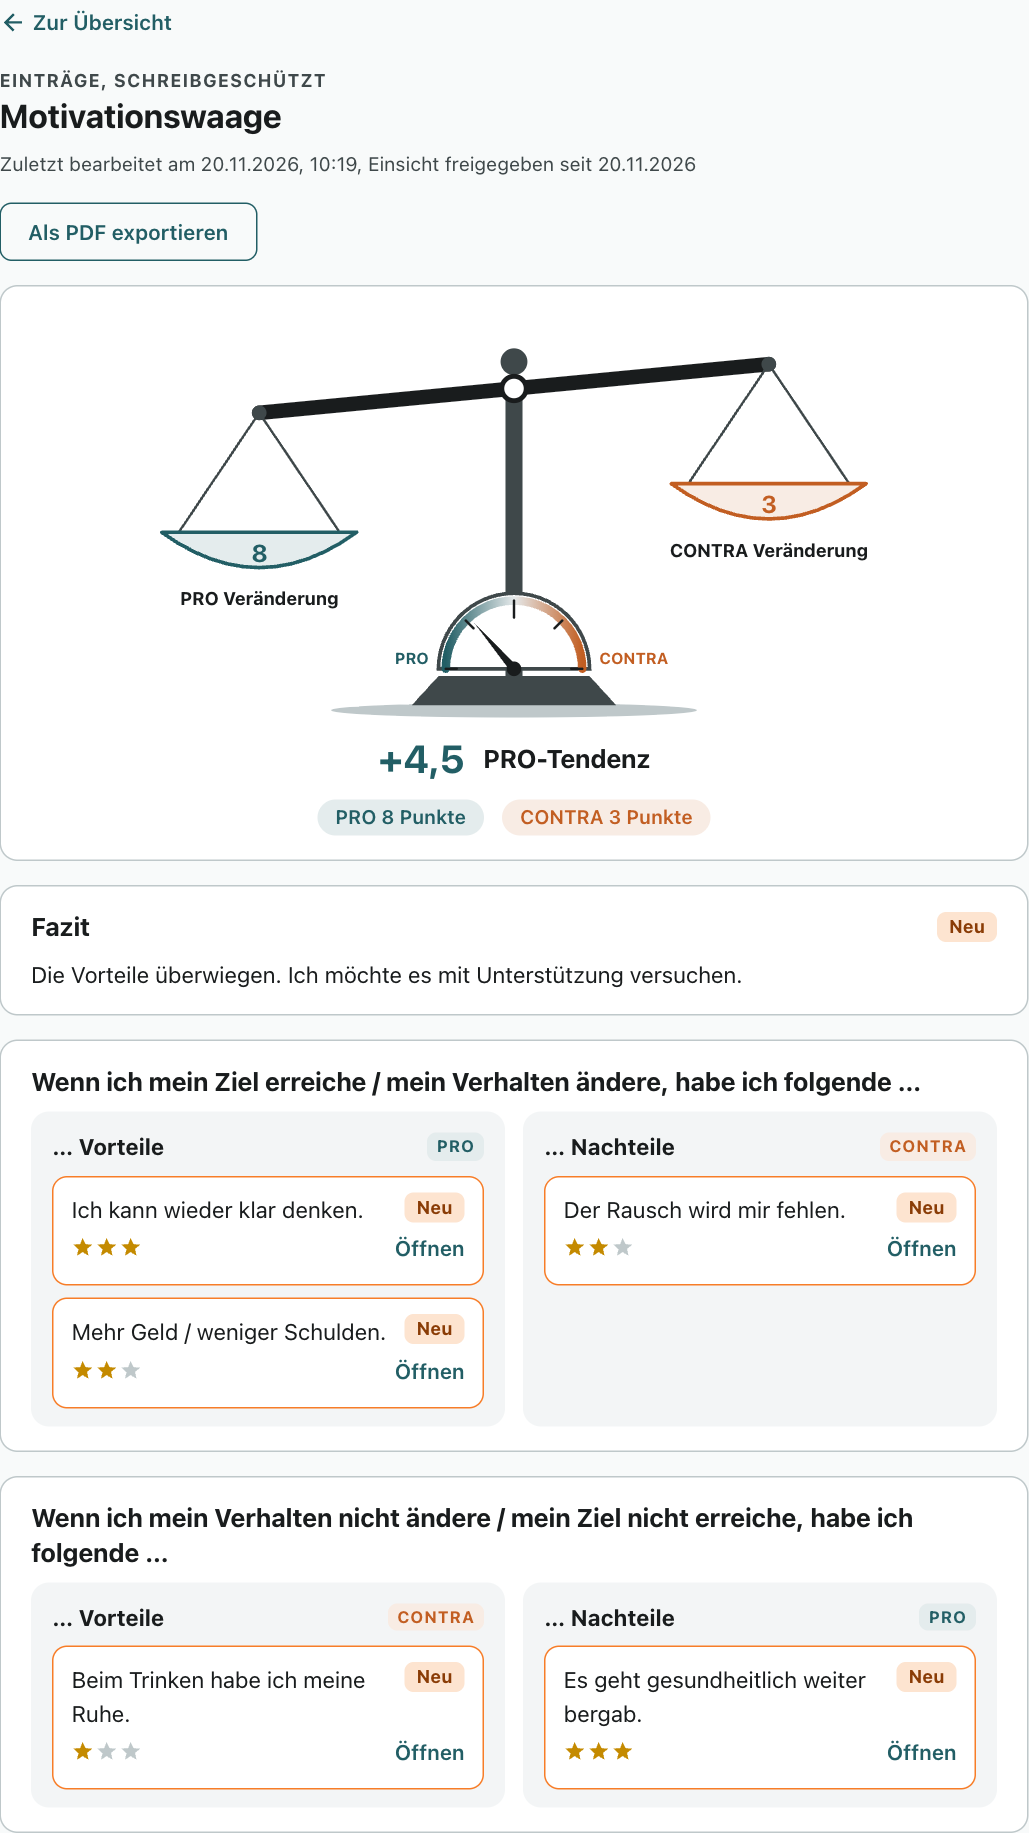 ← Zur Übersicht
EINTRÄGE, SCHREIBGESCHÜTZT
Motivationswaage
Zuletzt bearbeitet am 20.11.2026, 10:19, Einsicht freigegeben seit 20.11.2026
Als PDF exportieren
3
CONTRA Veränderung
8
PRO Veränderung
PRO
CONTRA
+4,5 PRO-Tendenz
PRO 8 Punkte
CONTRA 3 Punkte
Fazit
Neu
Die Vorteile überwiegen. Ich möchte es mit Unterstützung versuchen.
Wenn ich mein Ziel erreiche / mein Verhalten ändere, habe ich folgende ...
... Vorteile
PRO
Ich kann wieder klar denken.
Neu
Öffnen
Mehr Geld / weniger Schulden.
Neu
Öffnen
... Nachteile
CONTRA
Der Rausch wird mir fehlen.
Neu
Öffnen
Wenn ich mein Verhalten nicht ändere / mein Ziel nicht erreiche, habe ich
folgende ...
... Vorteile
CONTRA
Beim Trinken habe ich meine
Ruhe.
Neu
Öffnen
... Nachteile
PRO
Es geht gesundheitlich weiter
bergab.
Neu
Öffnen